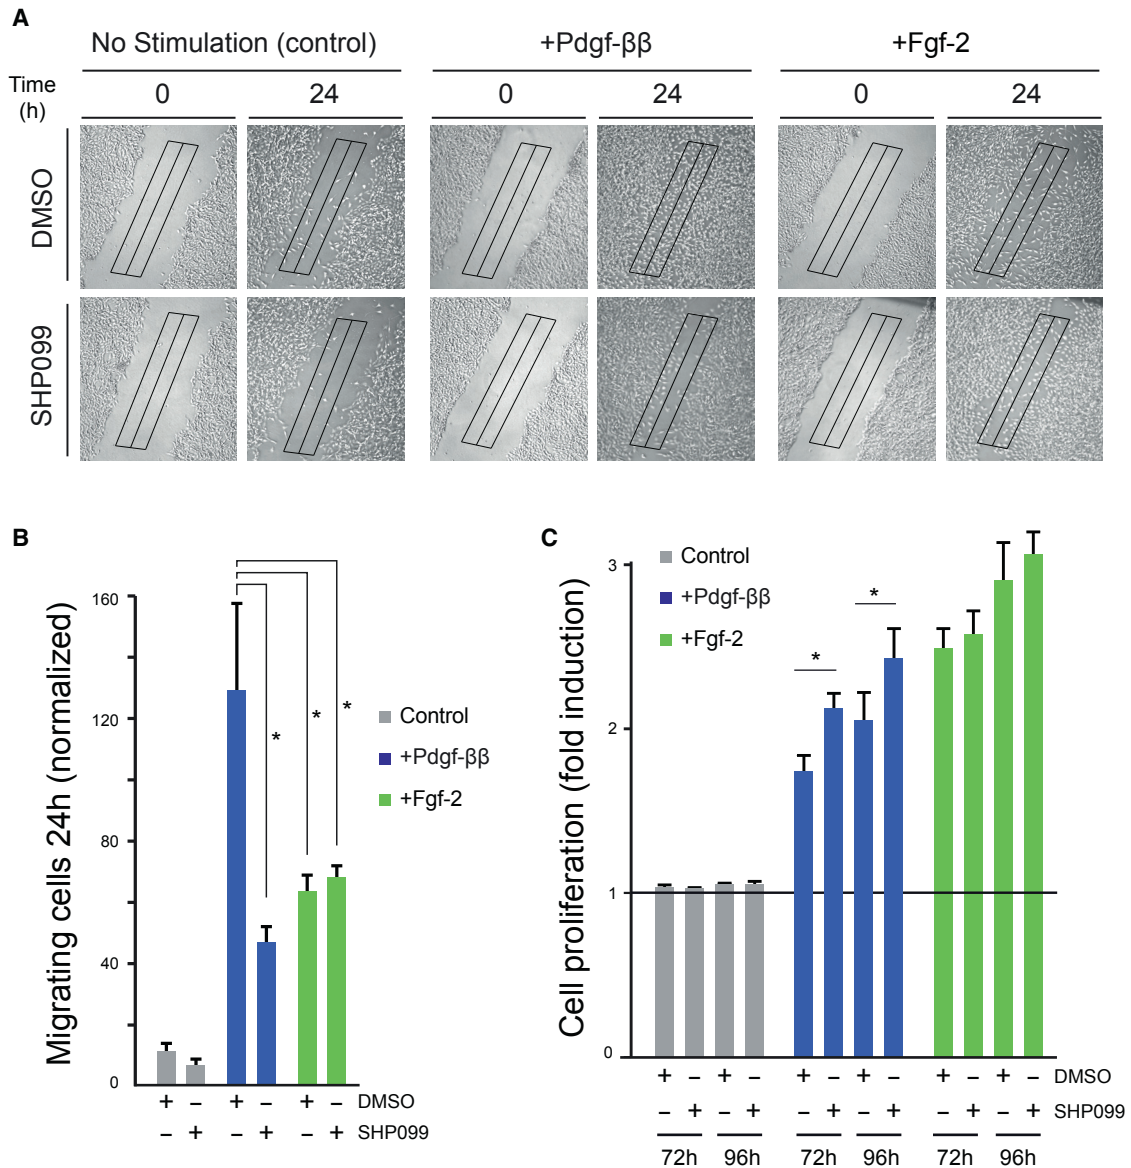 A
No Stimulation (control) +Pdgf-ββ +Fgf-2
Time (h) 0 24 0 24 0 24
DMSO
SHP099
B
Migrating cells 24h (normalized)
160
120
80
40
0
* * *
Control
+Pdgf-ββ
+Fgf-2
+ – + – + – DMSO
– + – + – + SHP099
C
Cell proliferation (fold induction)
3
2
1
0
Control
+Pdgf-ββ
+Fgf-2
* *
+ – + – + – + – + – + – DMSO
– + – + – + – + – + – + SHP099
72h 96h 72h 96h 72h 96h